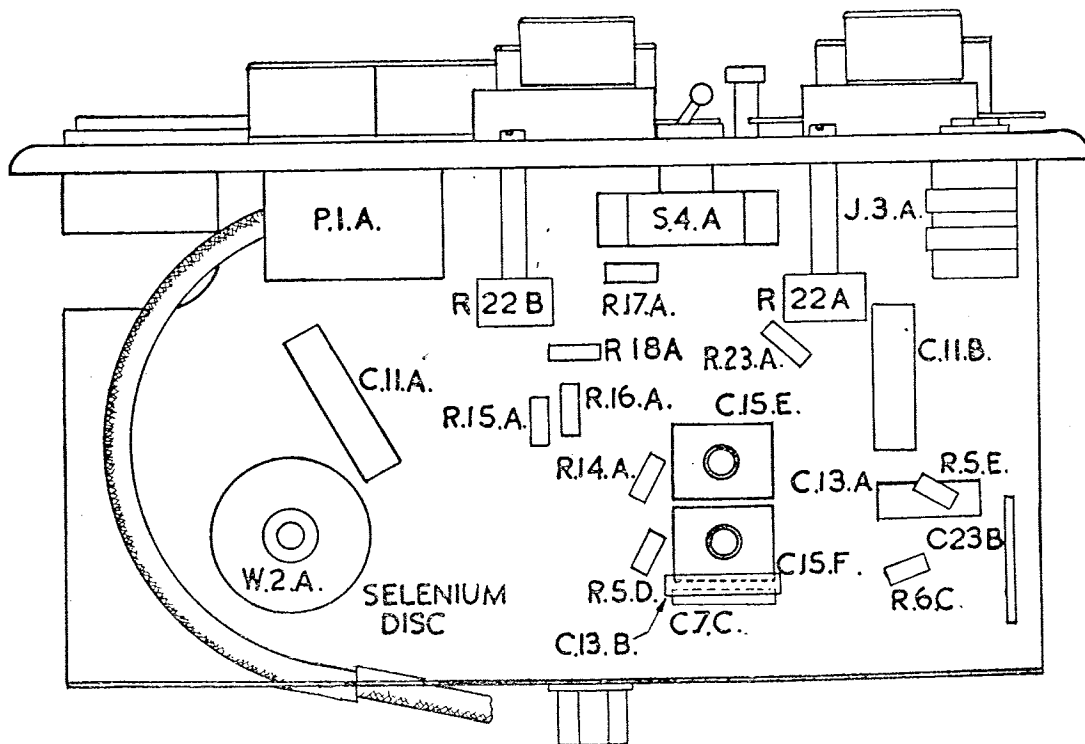 P.1.A.
S.4.A
J.3.A.
R 22 B
R.17.A.
R 22 A
R 18A
R.23.A.
C.11.B.
C.11.A.
R.16.A.
R.15.A.
C.15.E.
R.14.A.
C.13.A
R.5.E.
W.2.A.
SELENIUM
DISC
R.5.D.
C.15.F.
C23B
R.6.C.
C.13.B.
C.7.C.